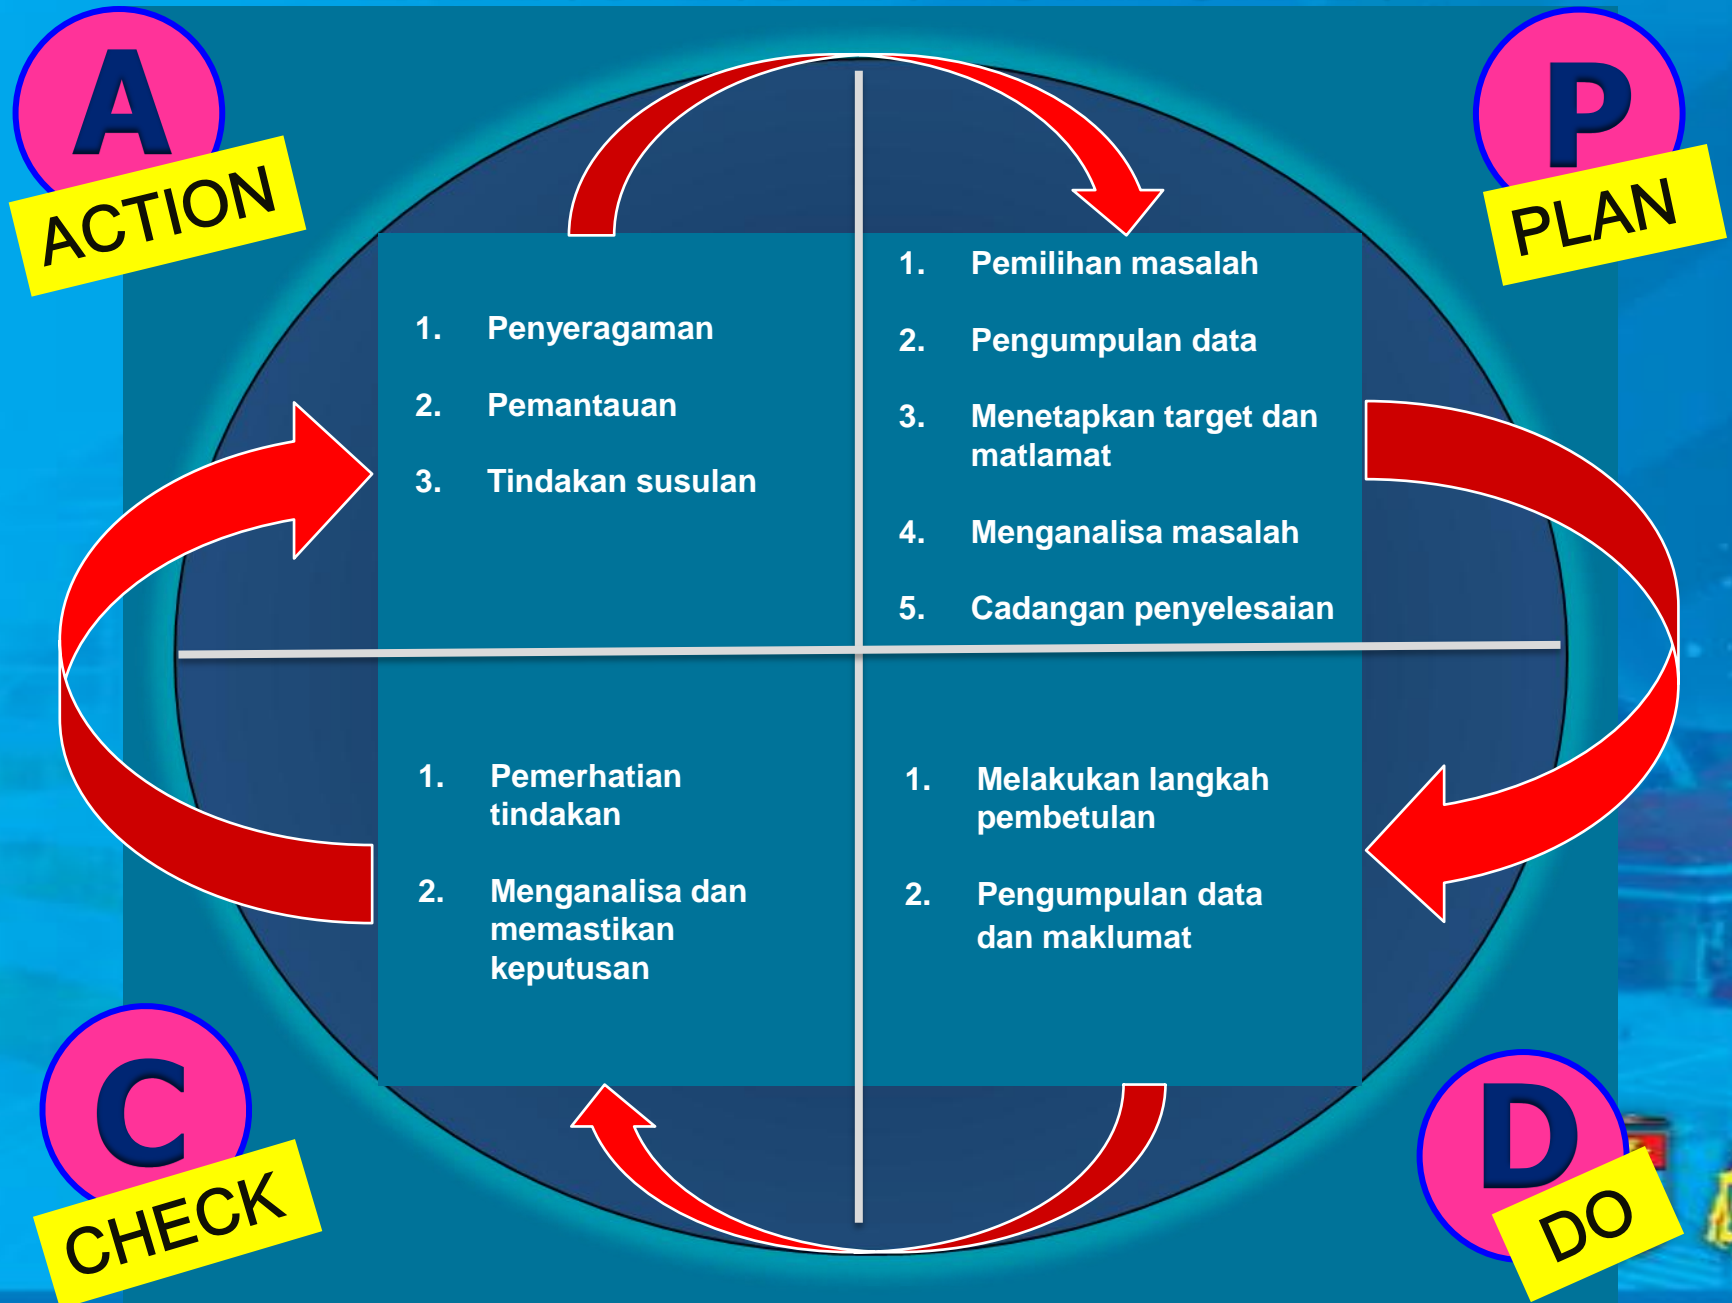 A
ACTION
P
PLAN
1. Penyeragaman
2. Pemantauan
3. Tindakan susulan
1. Pemilihan masalah
2. Pengumpulan data
3. Menetapkan target dan
matlamat
4. Menganalisa masalah
5. Cadangan penyelesaian
1. Pemerhatian
tindakan
2. Menganalisa dan
memastikan
keputusan
1. Melakukan langkah
pembetulan
2. Pengumpulan data
dan maklumat
C
CHECK
D
DO